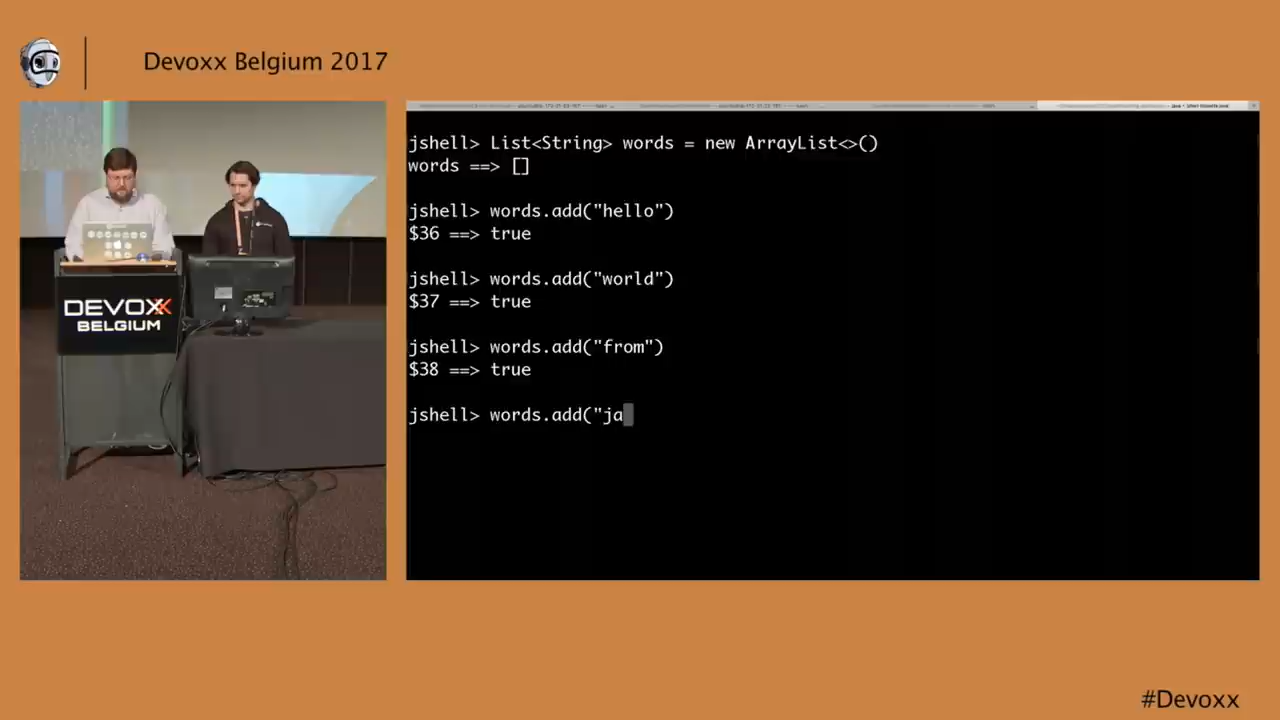 Devoxx Belgium 2017
DEVOXX
BELGIUM
jshell> List<String> words = new ArrayList<>()
words ==> []
jshell> words.add("hello")
$36 ==> true
jshell> words.add("world")
$37 ==> true
jshell> words.add("from")
$38 ==> true
jshell> words.add("ja
#Devoxx